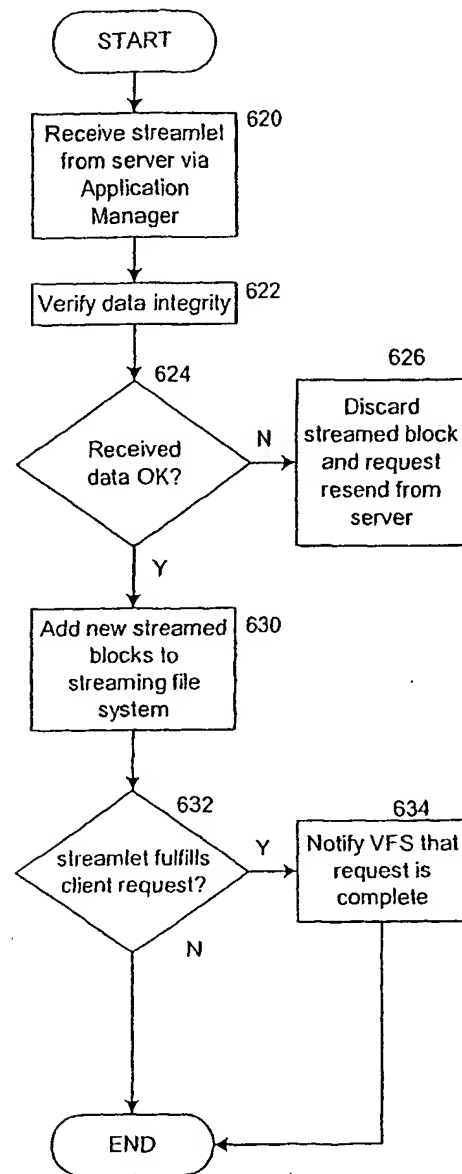 START
Receive streamlet
from server via
Application
Manager
620
Verify data integrity
622
624
Received
data OK?
N
626
Discard
streamed block
and request
resend from
server
Y
Add new streamed
blocks to
streaming file
system
630
632
streamlet fulfills
client request?
Y
634
Notify VFS that
request is
complete
N
END